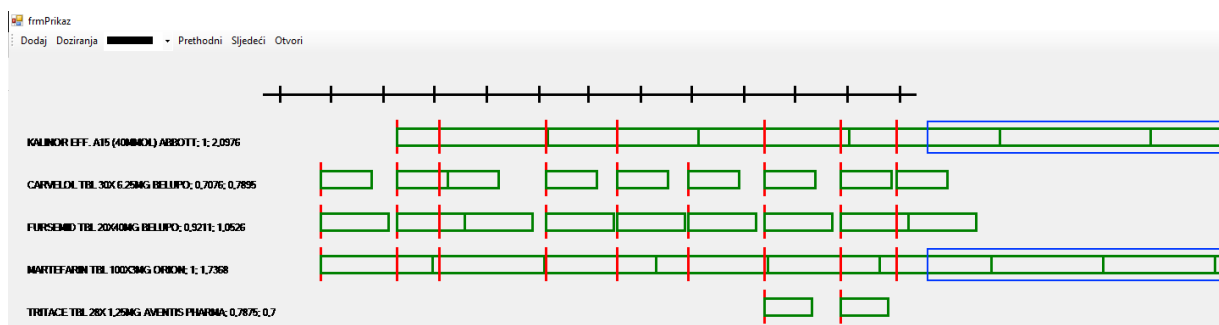 frmPrikaz
Dodaj Doziranja Prethodni Sljedeći Otvori
KALINOR EFF. A15 (40MMOL) ABBOTT; 1; 2,0976
CARVELOL TBL 30X 6.25MG BELUPO; 0,7076; 0,7895
FURSEMID TBL 20X40MG BELUPO; 0,9211; 1,0526
MARTEFARIN TBL 100X3MG ORION; 1; 1,7368
TRITACE TBL 28X 1,25MG AVENTIS PHARMA; 0,7875; 0,7